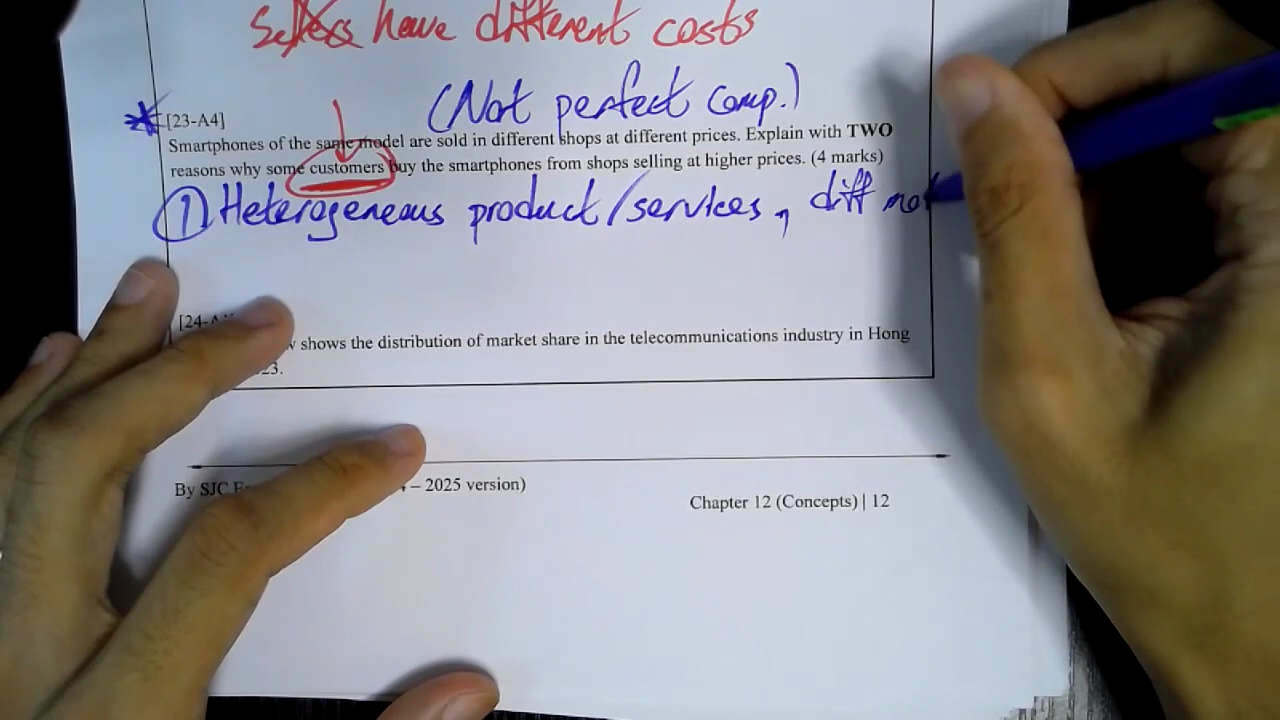 Sellers have different costs
(Not perfect comp.)
[23-A4]
Smartphones of the same model are sold in different shops at different prices. Explain with TWO
reasons why some customers buy the smartphones from shops selling at higher prices. (4 marks)
① Heterogeneous product/services, diff
[24-A
shows the distribution of market share in the telecommunications industry in Hong
23.
By SJC – 2025 version)
Chapter 12 (Concepts) | 12